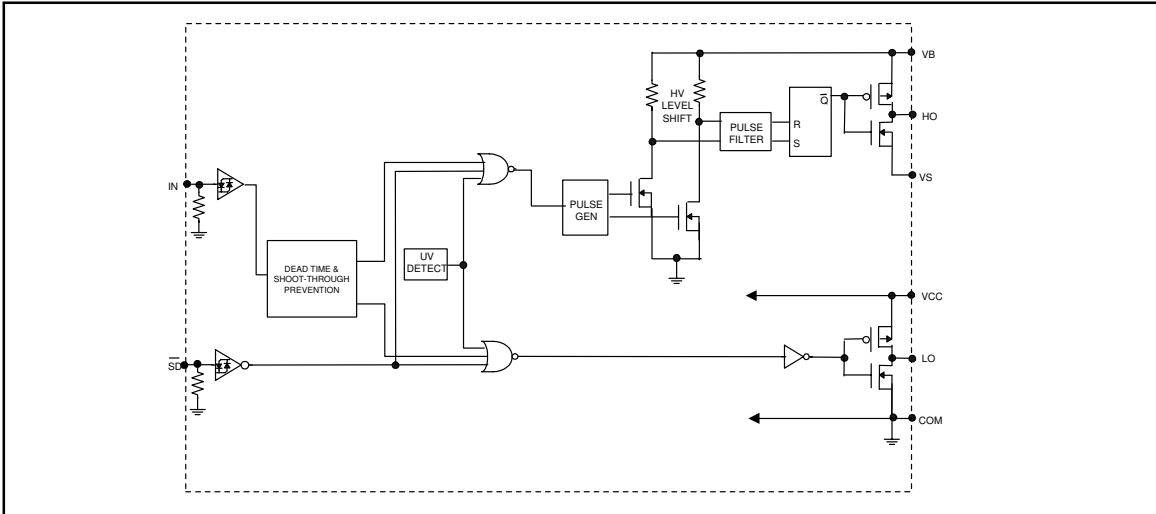 VB
HV
LEVEL
SHIFT
Q̅
HO
PULSE
FILTER
R
S
VS
IN
PULSE
GEN
UV
DETECT
DEAD TIME &
SHOOT-THROUGH
PREVENTION
VCC
S̅D̅
LO
COM